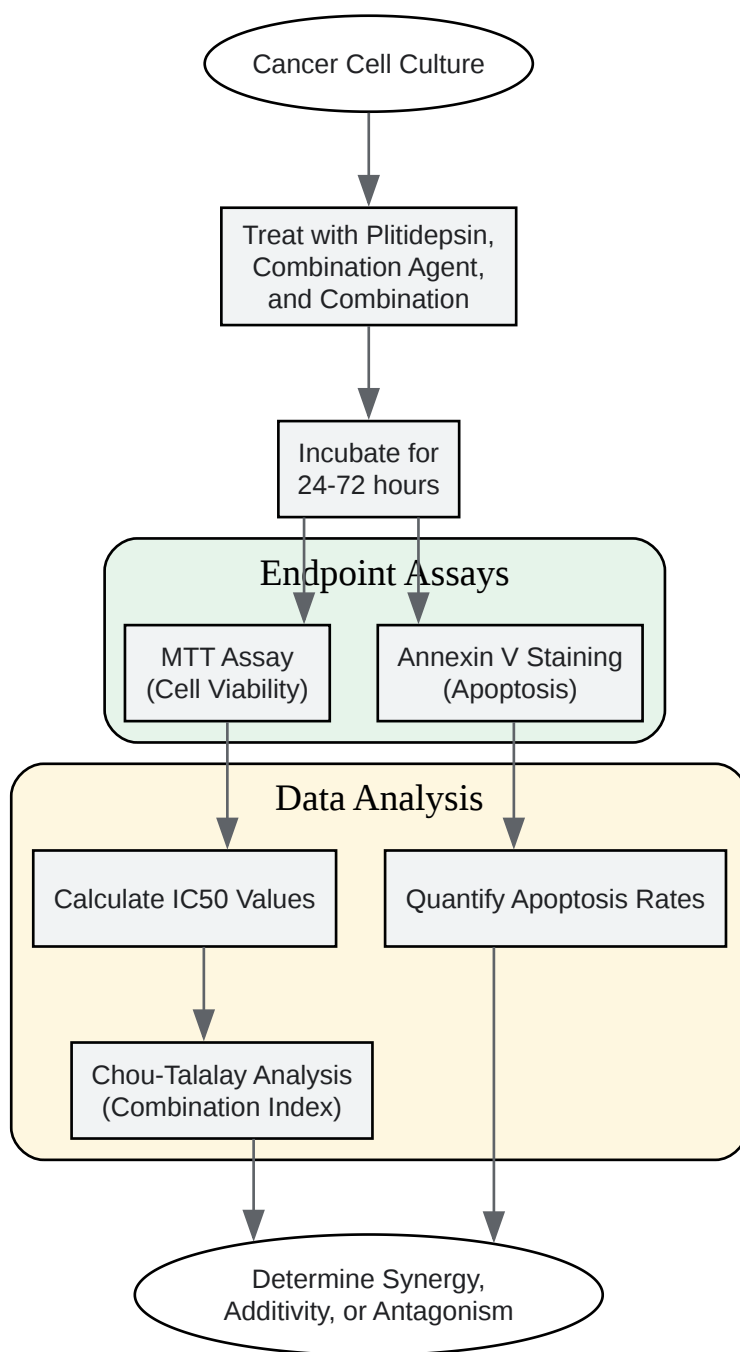 Cancer Cell Culture
Treat with Plitidepsin,
Combination Agent,
and Combination
Incubate for
24-72 hours
Endpoint Assays
MTT Assay
(Cell Viability)
Annexin V Staining
(Apoptosis)
Data Analysis
Calculate IC50 Values
Quantify Apoptosis Rates
Chou-Talalay Analysis
(Combination Index)
Determine Synergy,
Additivity, or Antagonism